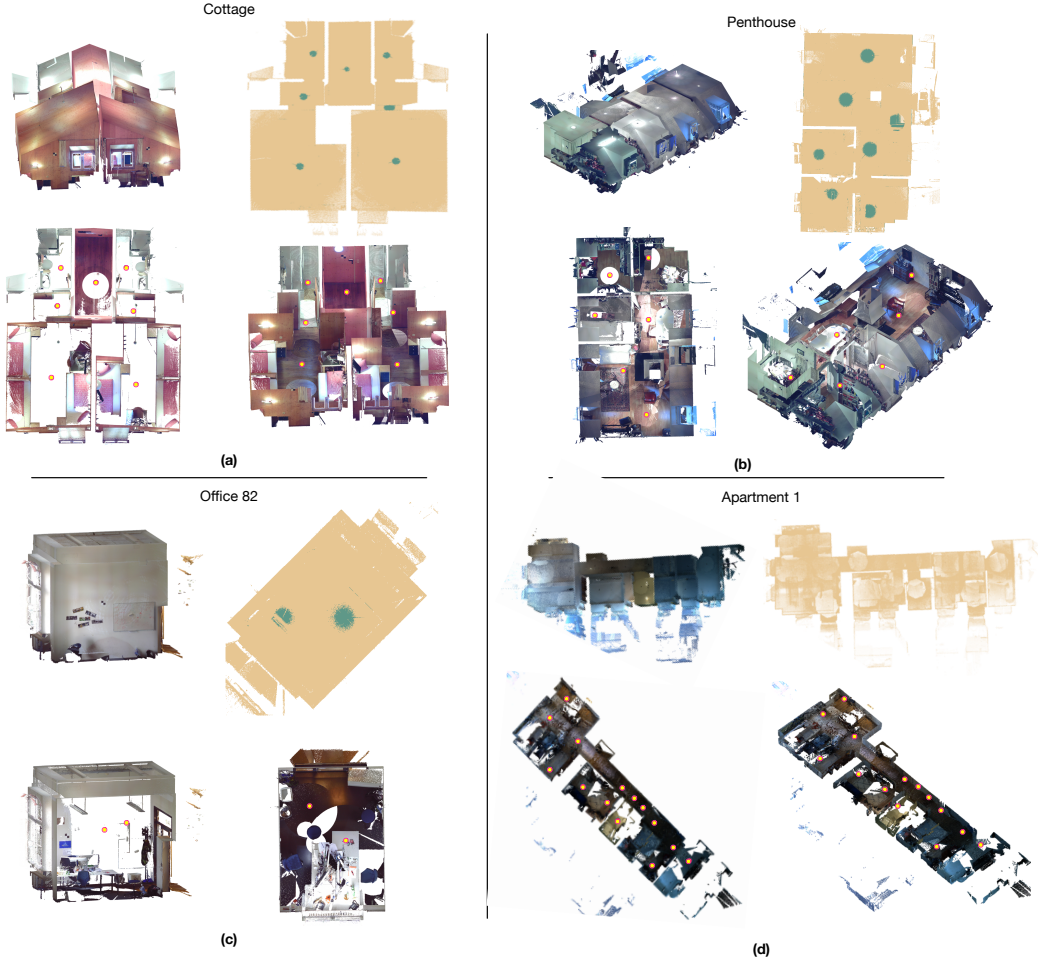 Cottage
Penthouse
(a)
(b)
Office 82
Apartment 1
(c)
(d)